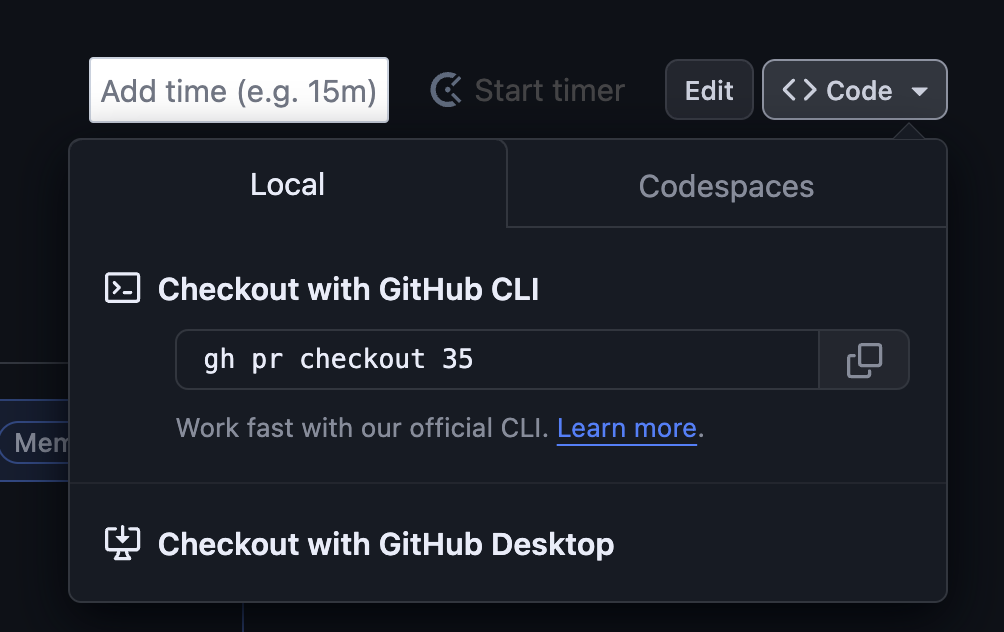 Add time (e.g. 15m)
Start timer
Edit
Code
Local
Codespaces
Checkout with GitHub CLI
gh pr checkout 35
Work fast with our official CLI. Learn more.
Mem
Checkout with GitHub Desktop